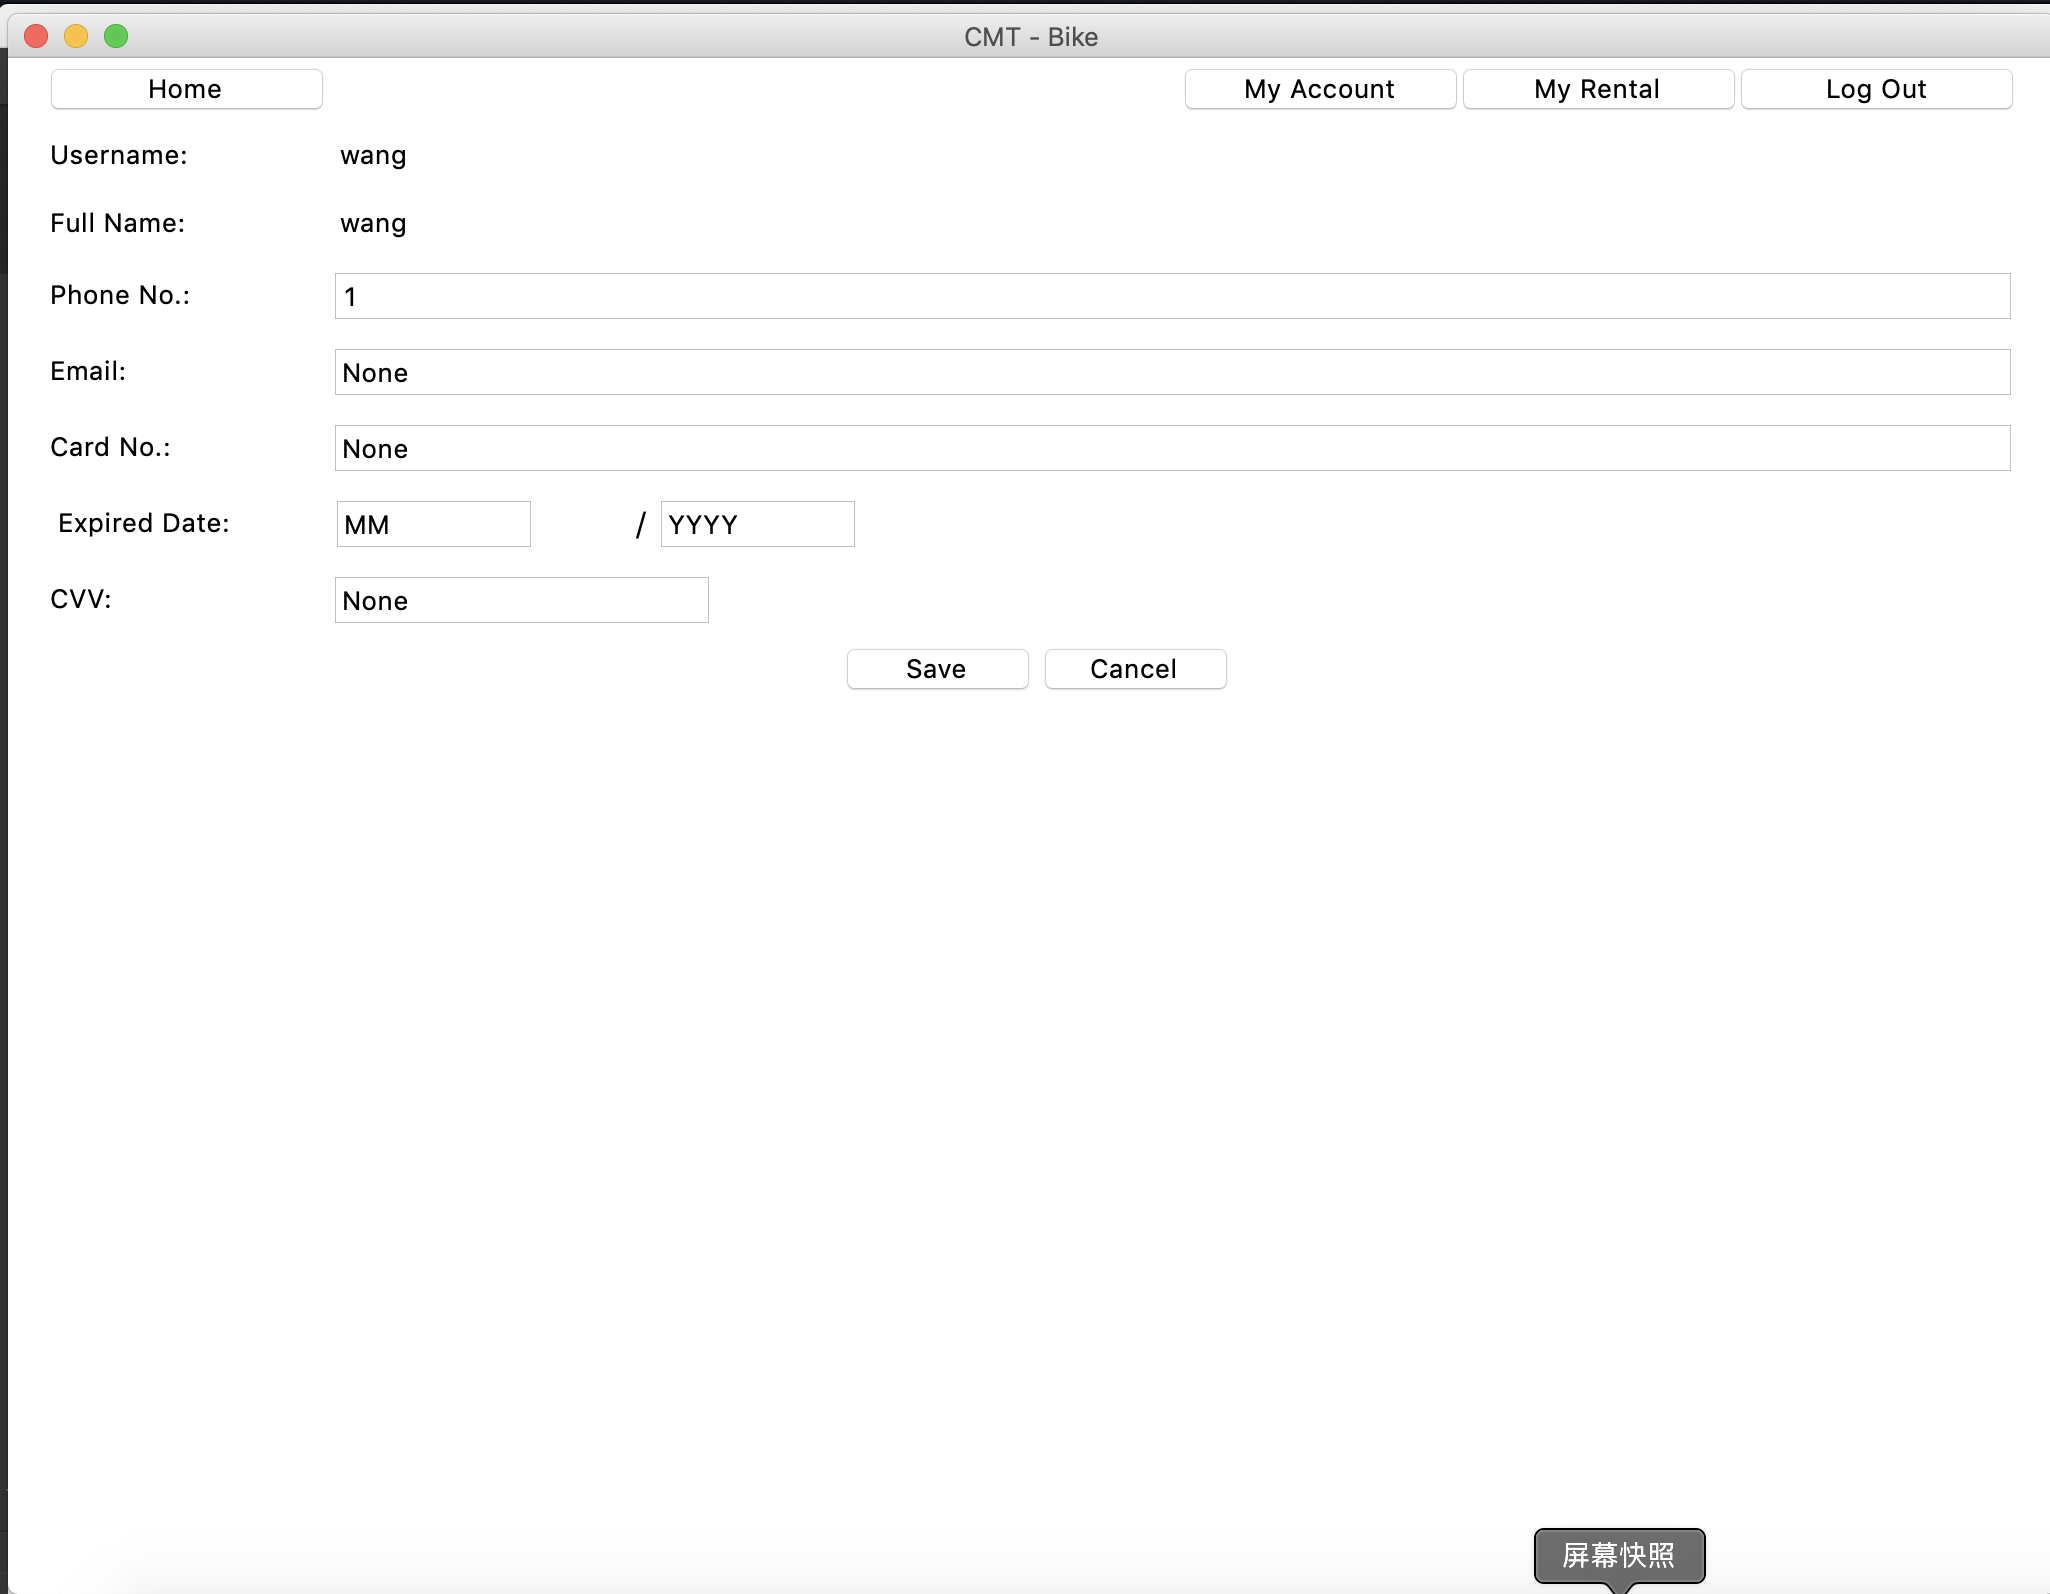 CMT - Bike
Home My Account My Rental Log Out
Username: wang
Full Name: wang
Phone No.: 1
Email: None
Card No.: None
Expired Date: MM / YYYY
CVV: None
Save Cancel
屏幕快照